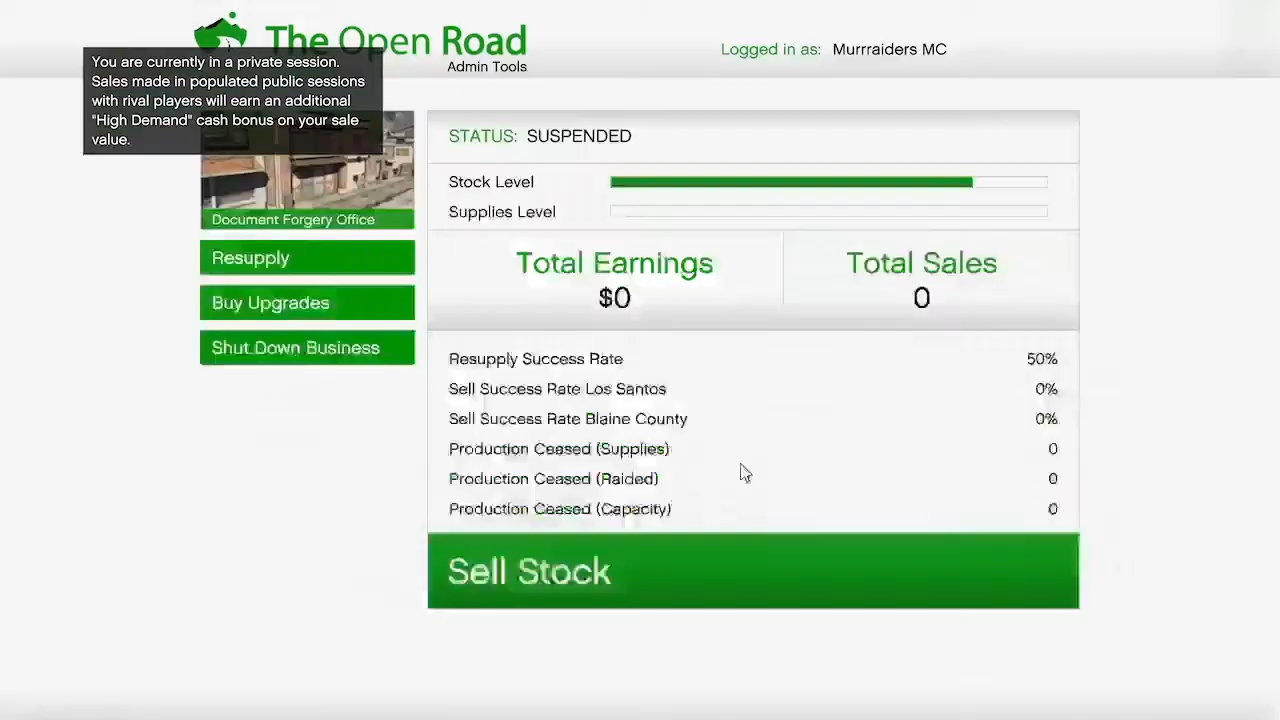 The Open Road
Admin Tools
Logged in as: Murrraiders MC
You are currently in a private session.
Sales made in populated public sessions
with rival players will earn an additional
"High Demand" cash bonus on your sale
value.
Document Forgery Office
Resupply
Buy Upgrades
Shut Down Business
STATUS: SUSPENDED
Stock Level
Supplies Level
Total Earnings
$0
Total Sales
0
Resupply Success Rate 50%
Sell Success Rate Los Santos 0%
Sell Success Rate Blaine County 0%
Production Ceased (Supplies) 0
Production Ceased (Raided) 0
Production Ceased (Capacity) 0
Sell Stock